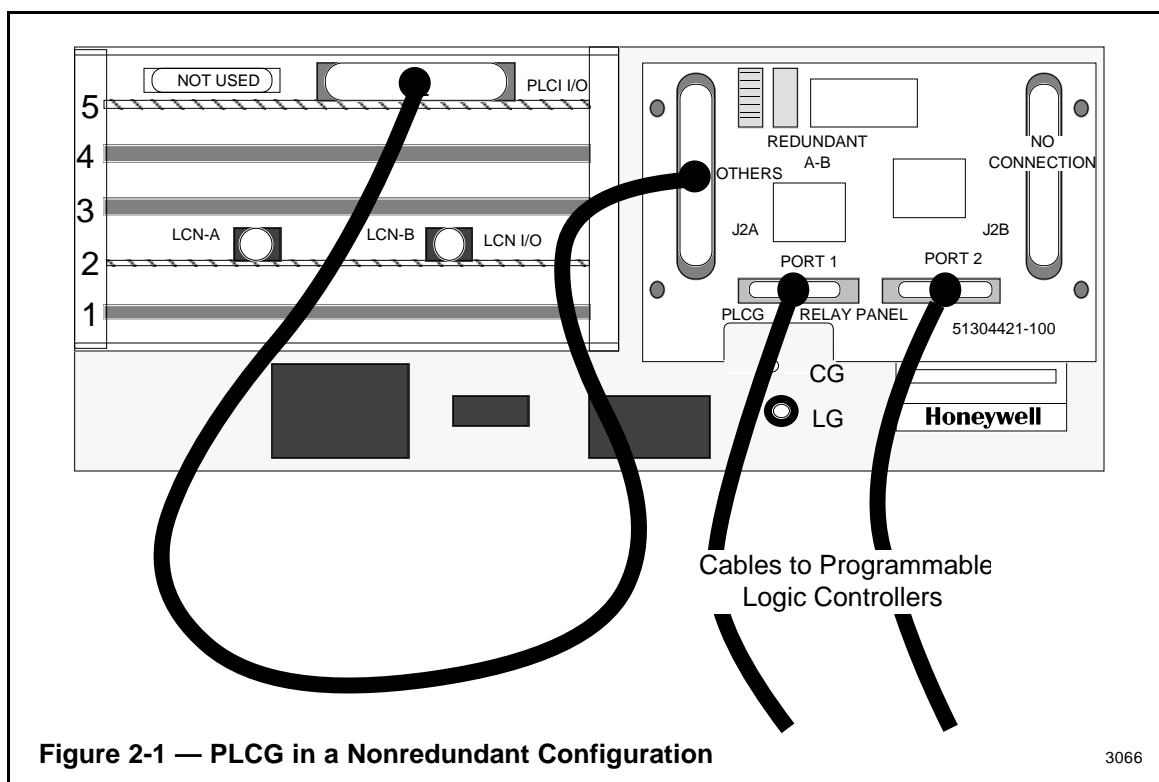 NOT USED
PLCI I/O
5
4
3
LCN-A
LCN-B
LCN I/O
2
1
REDUNDANT
A-B
NO
CONNECTION
OTHERS
J2A
J2B
PORT 1
PORT 2
PLCG
RELAY PANEL
51304421-100
CG
LG
Honeywell
Cables to Programmable
Logic Controllers
Figure 2-1 — PLCG in a Nonredundant Configuration
3066